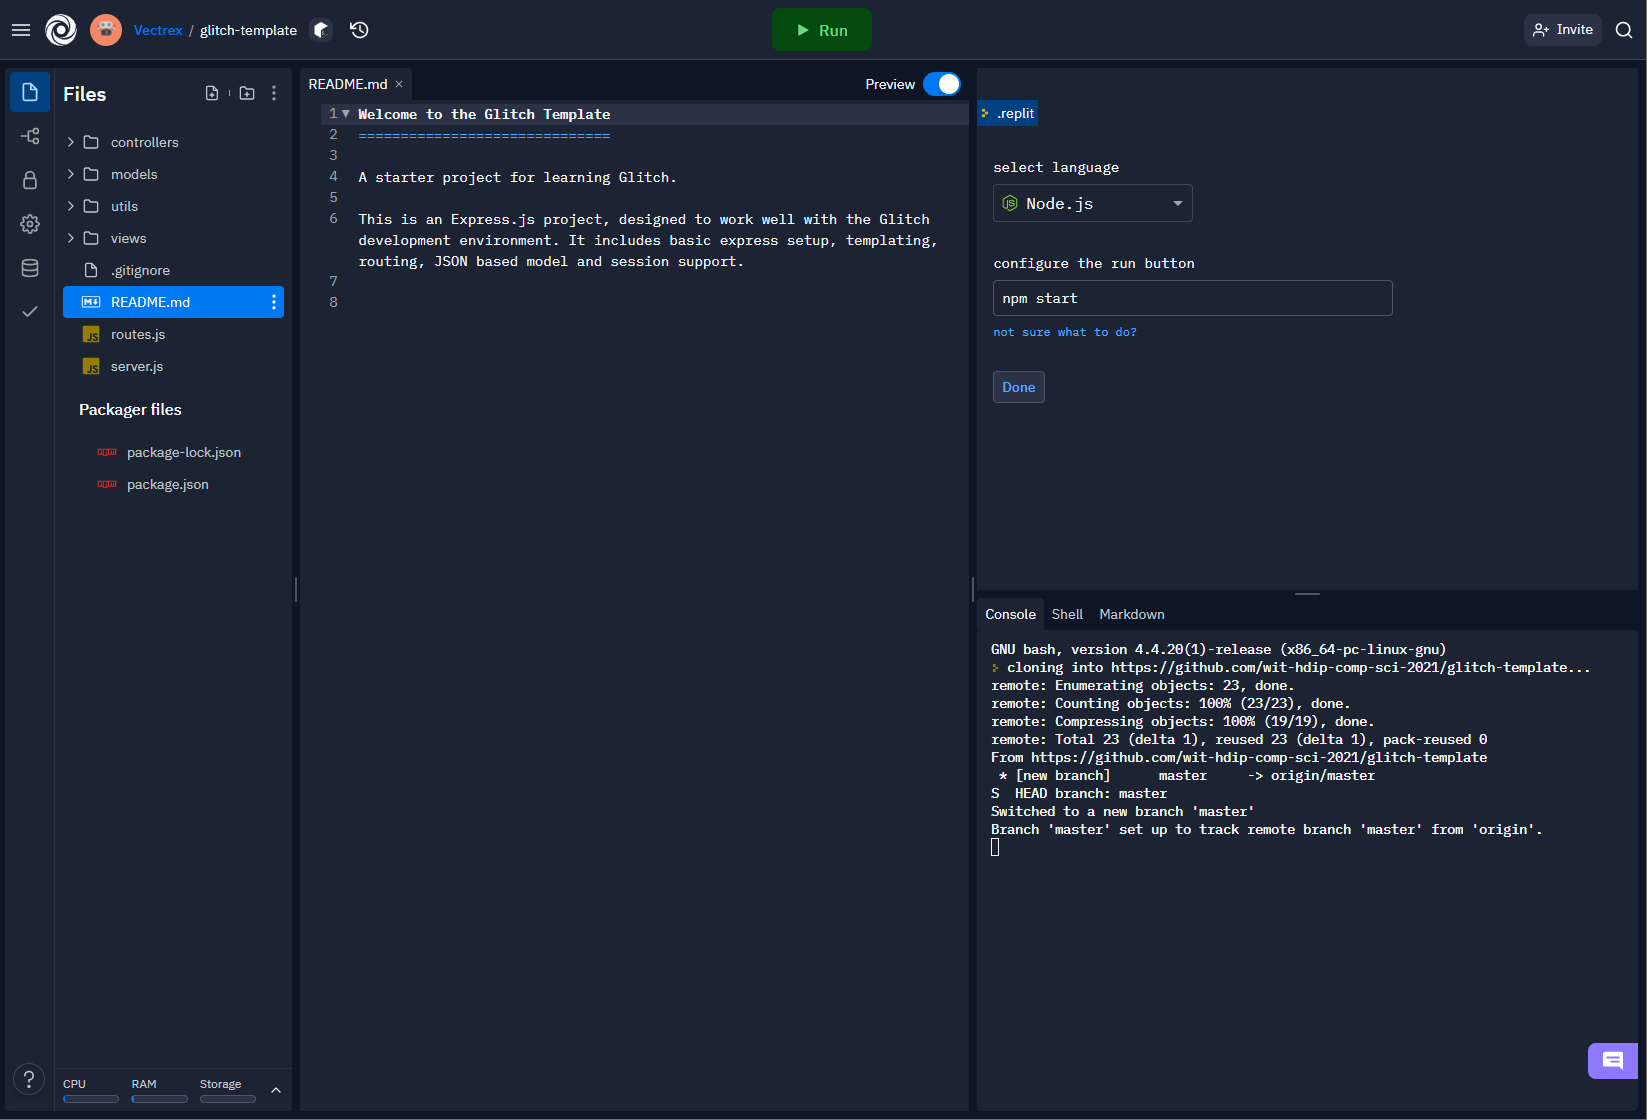 Vectrex / glitch-template
Run
Invite
Files
controllers
models
utils
views
.gitignore
README.md
routes.js
server.js
Packager files
package-lock.json
package.json
CPU
RAM
Storage
?
README.md ×
Preview
1 Welcome to the Glitch Template
2 ==============================
3
4 A starter project for learning Glitch.
5
6 This is an Express.js project, designed to work well with the Glitch
development environment. It includes basic express setup, templating,
routing, JSON based model and session support.
7
8
.replit
select language
Node.js
configure the run button
npm start
not sure what to do?
Done
Console Shell Markdown
GNU bash, version 4.4.20(1)-release (x86_64-pc-linux-gnu)
cloning into https://github.com/wit-hdip-comp-sci-2021/glitch-template...
remote: Enumerating objects: 23, done.
remote: Counting objects: 100% (23/23), done.
remote: Compressing objects: 100% (19/19), done.
remote: Total 23 (delta 1), reused 23 (delta 1), pack-reused 0
From https://github.com/wit-hdip-comp-sci-2021/glitch-template
* [new branch]      master     -> origin/master
S  HEAD branch: master
Switched to a new branch 'master'
Branch 'master' set up to track remote branch 'master' from 'origin'.